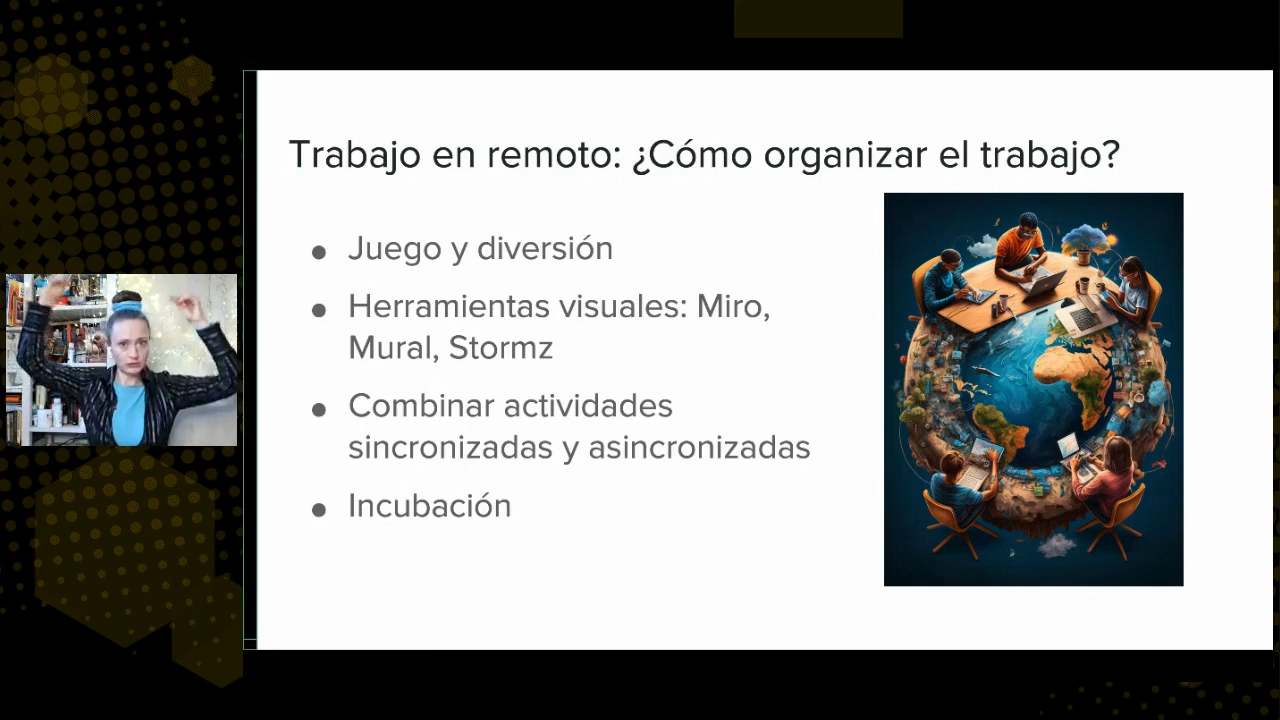 Trabajo en remoto: ¿Cómo organizar el trabajo?
● Juego y diversión
● Herramientas visuales: Miro,
Mural, Stormz
● Combinar actividades
sincronizadas y asincronizadas
● Incubación